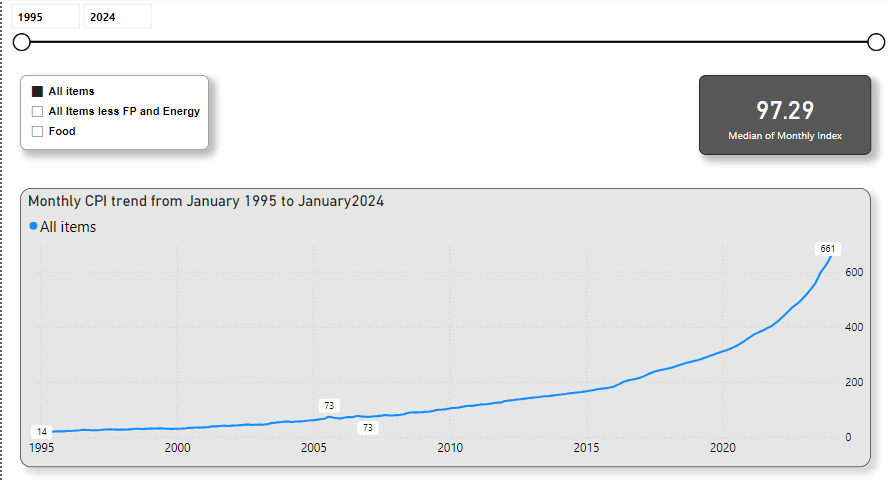 1995 2024
All items
All Items less FP and Energy
Food
97.29
Median of Monthly Index
Monthly CPI trend from January 1995 to January2024
All items
661
600
400
200
73
73
14
0
1995 2000 2005 2010 2015 2020